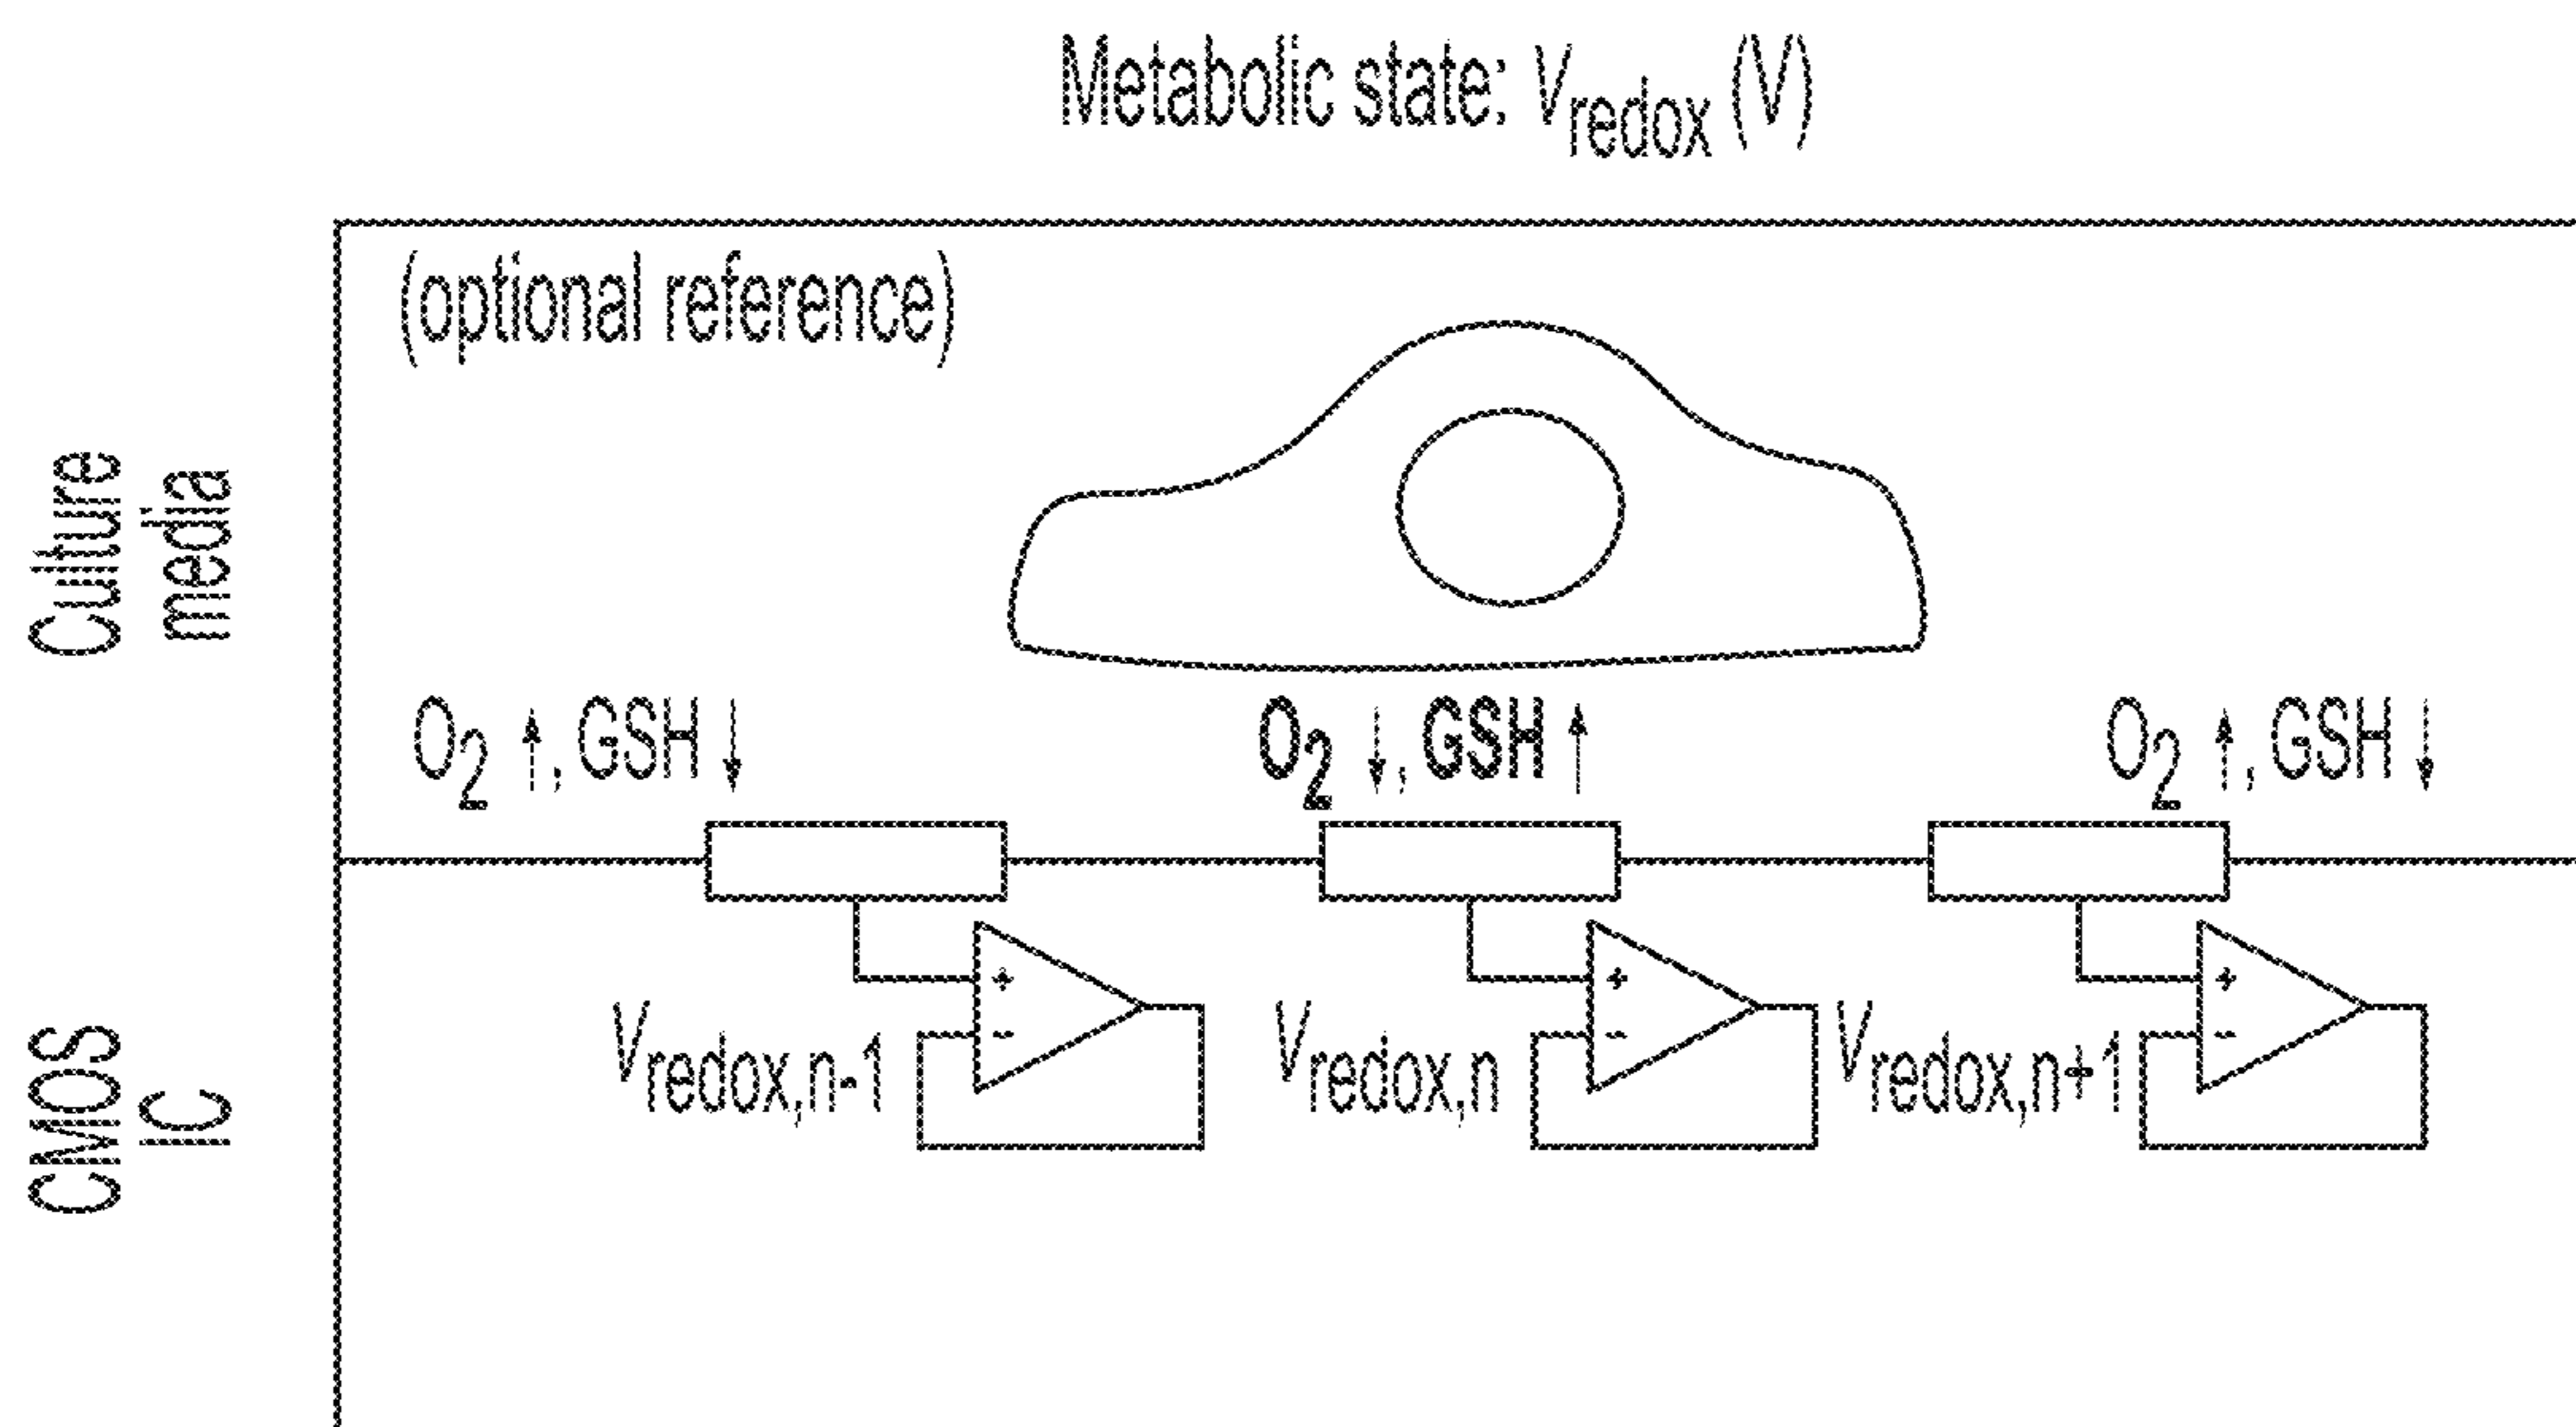 Metabolic state: Vredox (V)
(optional reference)
Culture
media
O2 ↑, GSH ↓
O2 ↓, GSH ↑
O2 ↑, GSH ↓
+
-
+
-
+
-
Vredox,n-1
Vredox,n
Vredox,n+1
CMOS
IC